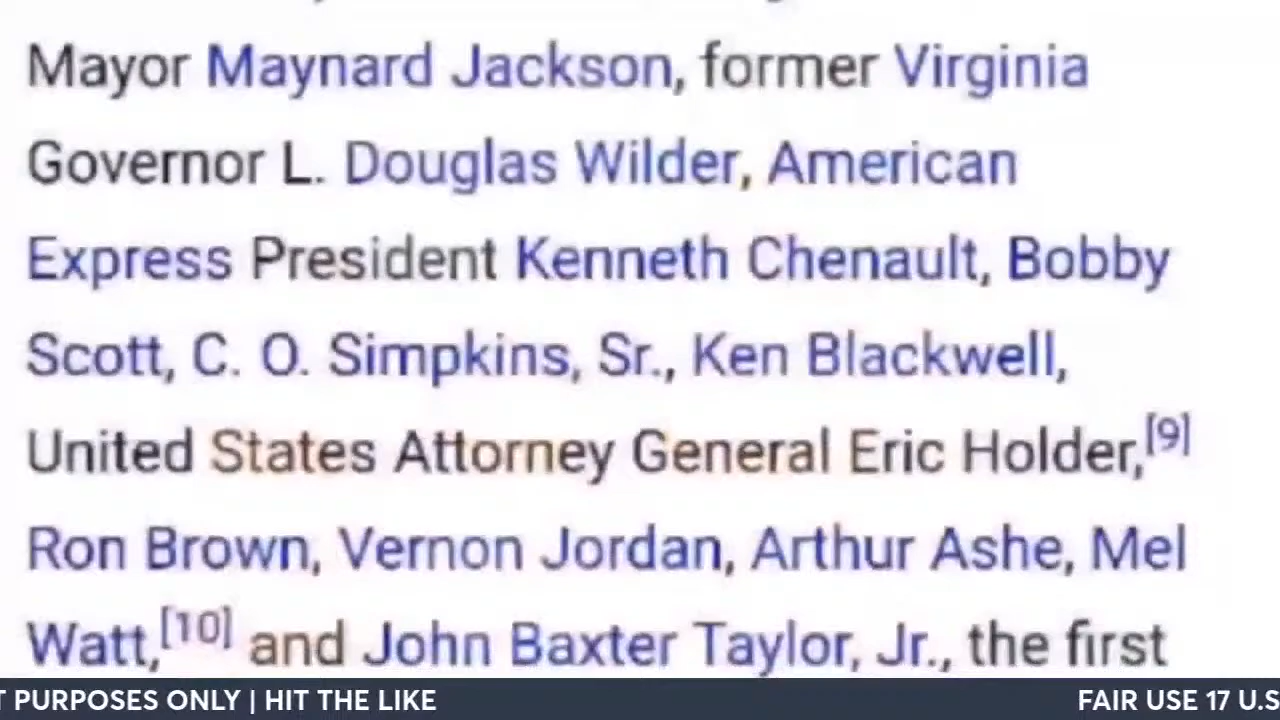 Mayor Maynard Jackson, former Virginia
Governor L. Douglas Wilder, American
Express President Kenneth Chenault, Bobby
Scott, C. O. Simpkins, Sr., Ken Blackwell,
United States Attorney General Eric Holder,[9]
Ron Brown, Vernon Jordan, Arthur Ashe, Mel
Watt,[10] and John Baxter Taylor, Jr., the first
T PURPOSES ONLY | HIT THE LIKE FAIR USE 17 U.S